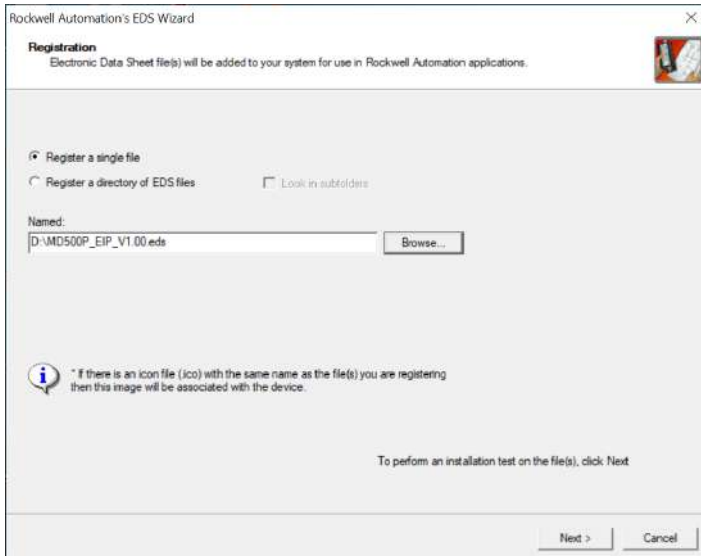 Rockwell Automation's EDS Wizard
Registration
Electronic Data Sheet file(s) will be added to your system for use in Rockwell Automation applications.
Register a single file
Register a directory of EDS files
Look in subfolders
Named:
D:\MD500P_EIP_V1.00.eds
Browse...
* If there is an icon file (.ico) with the same name as the file(s) you are registering
then this image will be associated with the device.
To perform an installation test on the file(s), click Next
Next >
Cancel